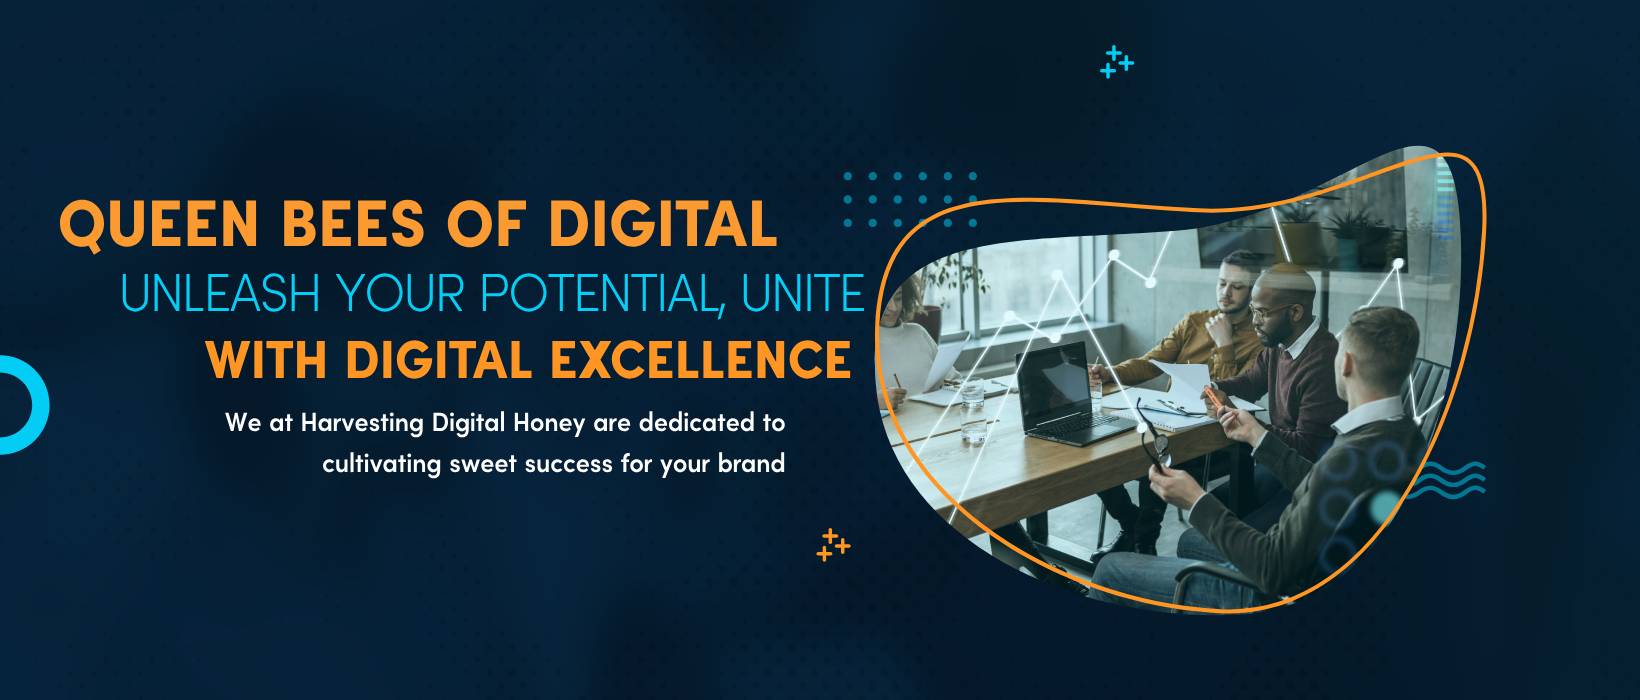 QUEEN BEES OF DIGITAL
UNLEASH YOUR POTENTIAL, UNITE
WITH DIGITAL EXCELLENCE
We at Harvesting Digital Honey are dedicated to
cultivating sweet success for your brand